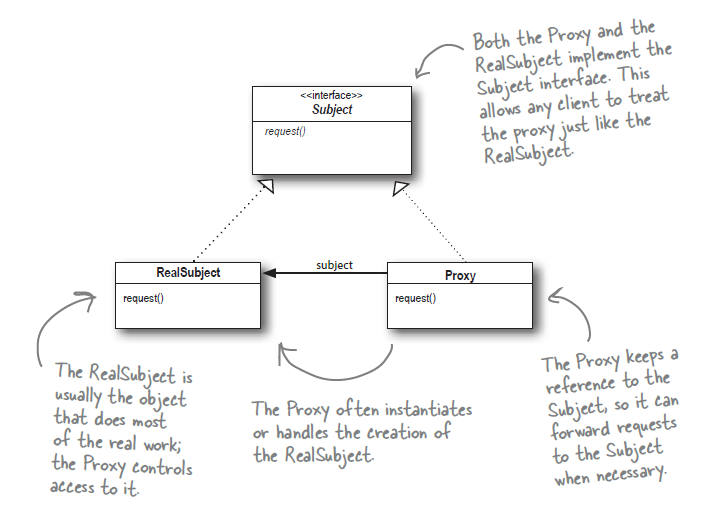 Both the Proxy and the
RealSubject implement the
Subject interface. This
allows any client to treat
the proxy just like the
RealSubject.
<<interface>>
Subject
request()
RealSubject
request()
subject
Proxy
request()
The RealSubject is
usually the object
that does most
of the real work;
the Proxy controls
access to it.
The Proxy often instantiates
or handles the creation of
the RealSubject.
The Proxy keeps a
reference to the
Subject, so it can
forward requests
to the Subject
when necessary.